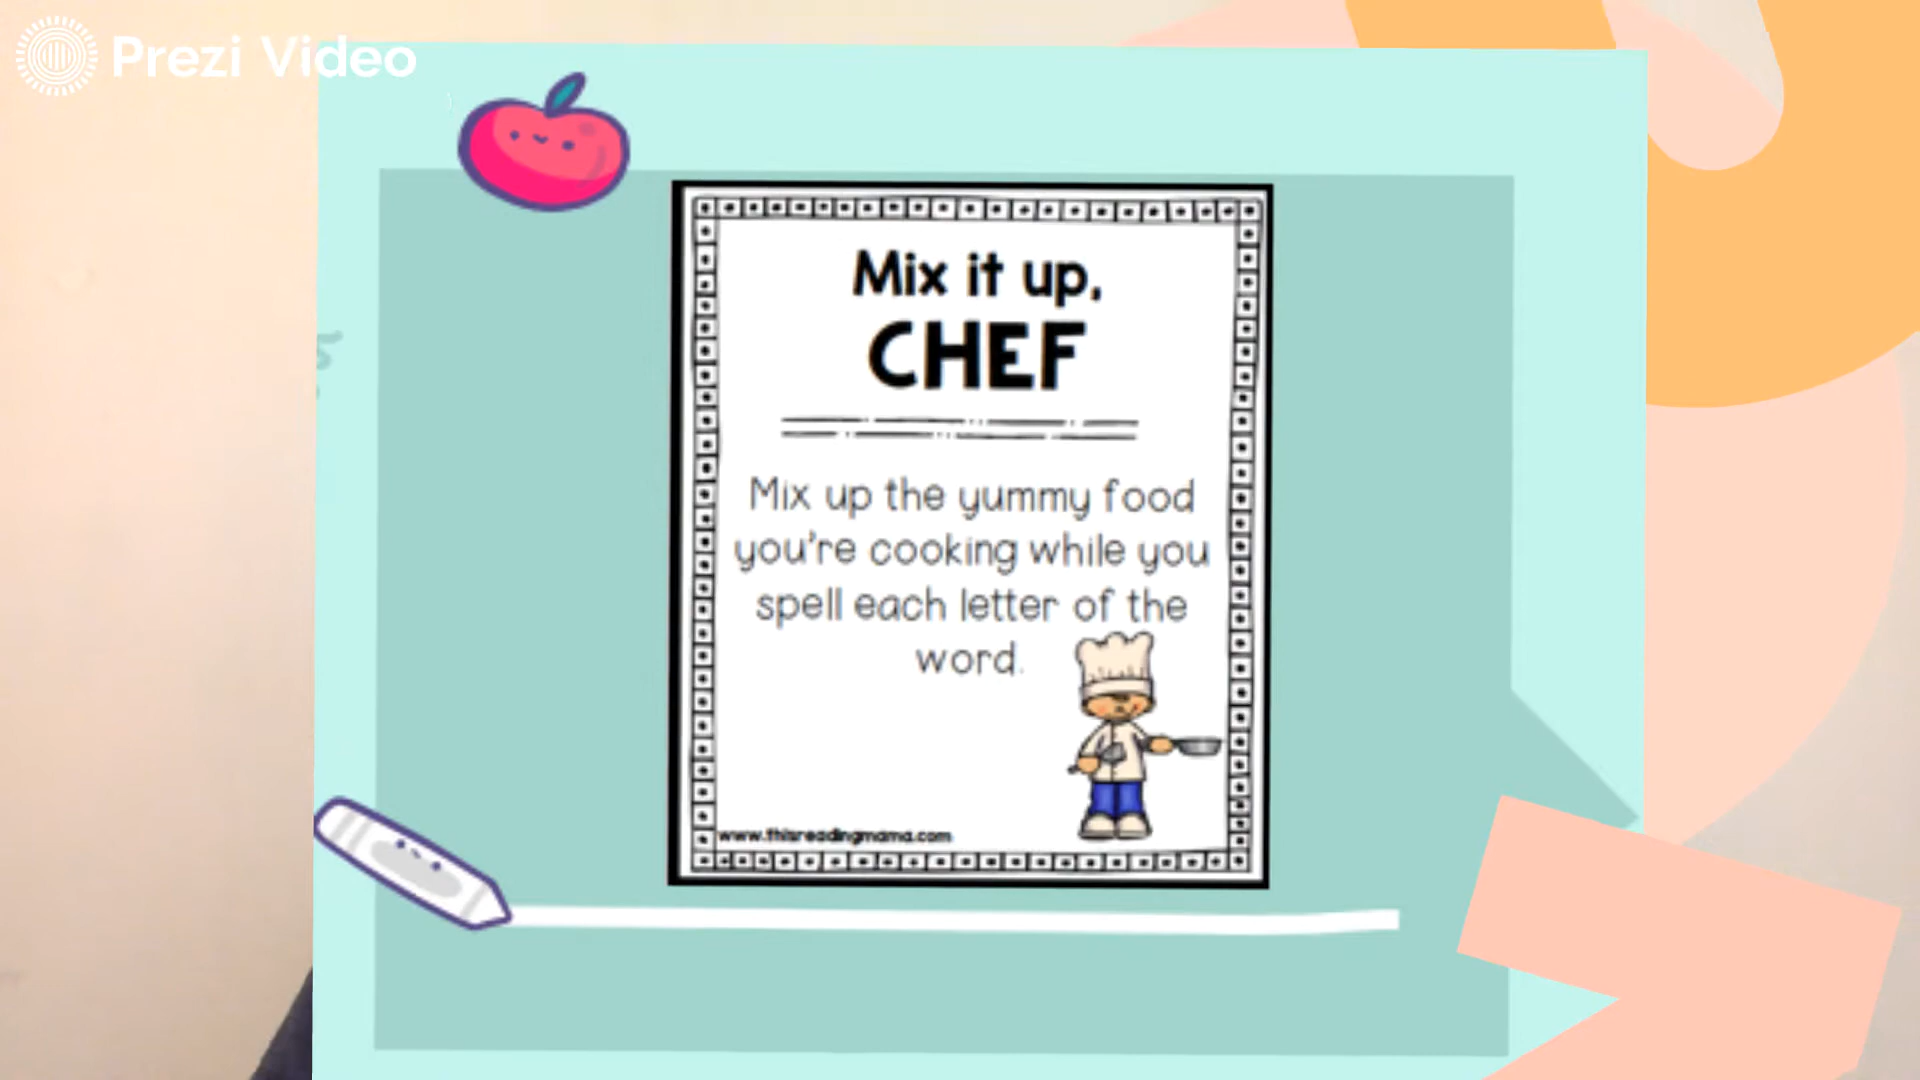 Prezi Video
Mix it up,
CHEF
Mix up the yummy food
you're cooking while you
spell each letter of the
word.
www.thisreadingmama.com